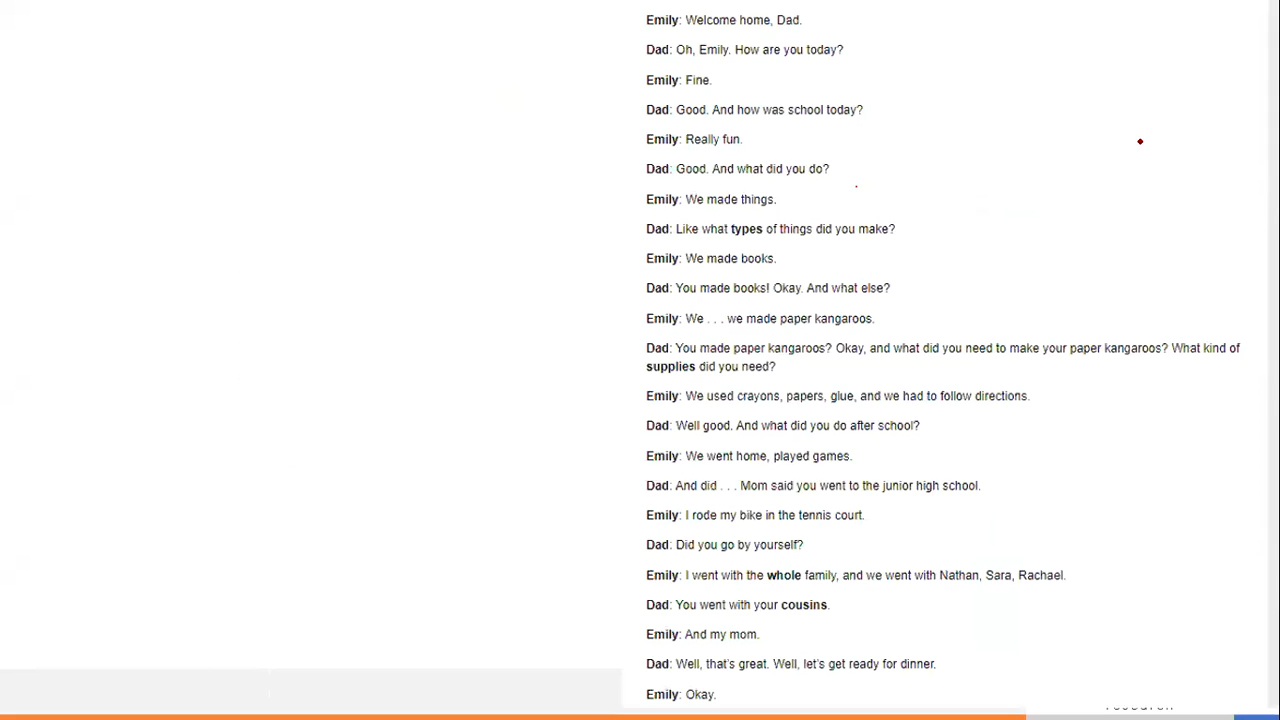 Emily: Welcome home, Dad.
Dad: Oh, Emily. How are you today?
Emily: Fine.
Dad: Good. And how was school today?
Emily: Really fun.
Dad: Good. And what did you do?
Emily: We made things.
Dad: Like what types of things did you make?
Emily: We made books.
Dad: You made books! Okay. And what else?
Emily: We . . . we made paper kangaroos.
Dad: You made paper kangaroos? Okay, and what did you need to make your paper kangaroos? What kind of
supplies did you need?
Emily: We used crayons, papers, glue, and we had to follow directions.
Dad: Well good. And what did you do after school?
Emily: We went home, played games.
Dad: And did . . . Mom said you went to the junior high school.
Emily: I rode my bike in the tennis court.
Dad: Did you go by yourself?
Emily: I went with the whole family, and we went with Nathan, Sara, Rachael.
Dad: You went with your cousins.
Emily: And my mom.
Dad: Well, that's great. Well, let's get ready for dinner.
Emily: Okay.